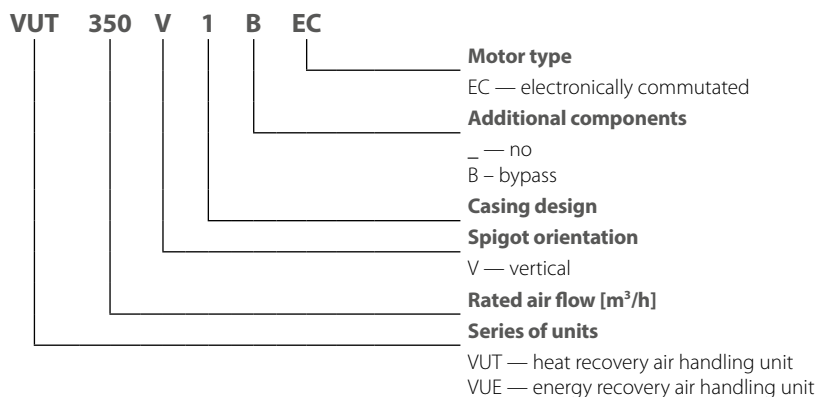 VUT 350 V 1 B EC
Motor type
EC — electronically commutated
Additional components
_ — no
B – bypass
Casing design
Spigot orientation
V — vertical
Rated air flow [m³/h]
Series of units
VUT — heat recovery air handling unit
VUE — energy recovery air handling unit